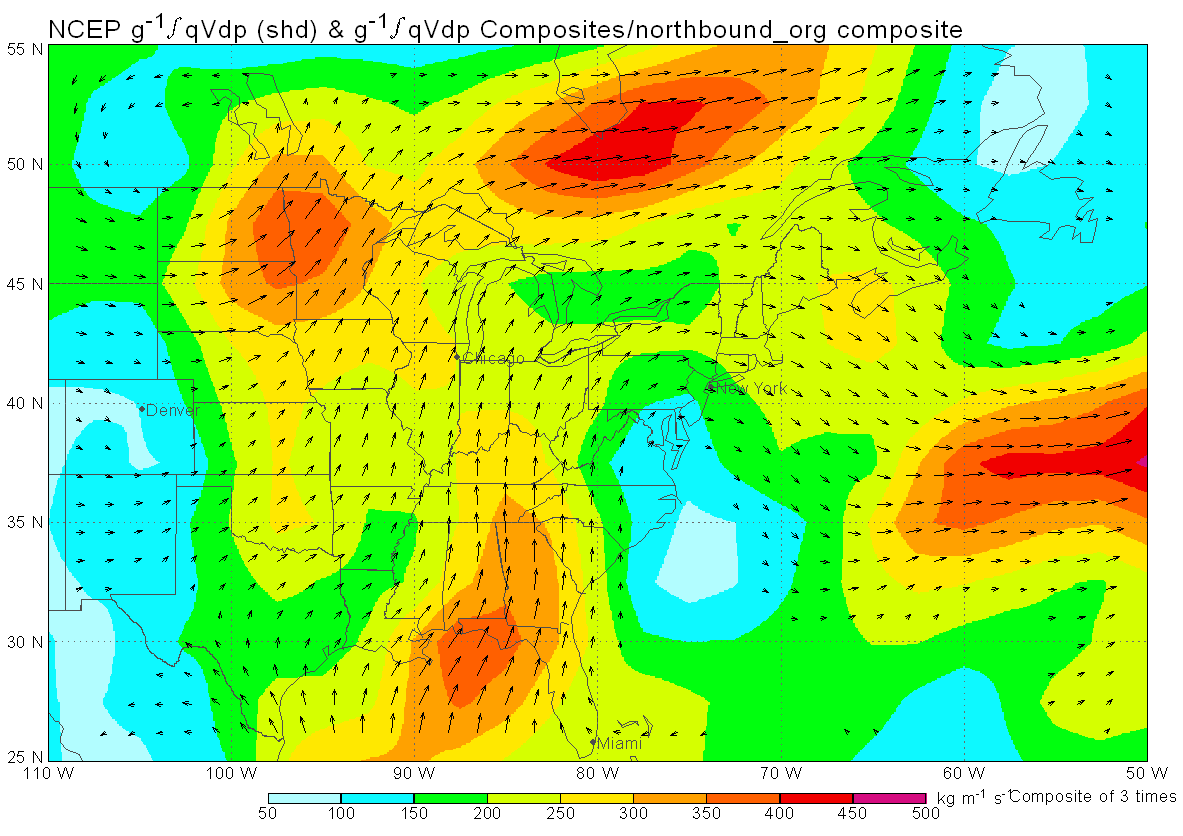 NCEP g⁻¹∫qVdp (shd) & g⁻¹∫qVdp Composites/northbound_org composite
55 N
50 N
45 N
Chicago
New York
40 N
Denver
35 N
30 N
Miami
25 N
110 W 100 W 90 W 80 W 70 W 60 W 50 W
kg m⁻¹ s⁻¹ Composite of 3 times
50 100 150 200 250 300 350 400 450 500